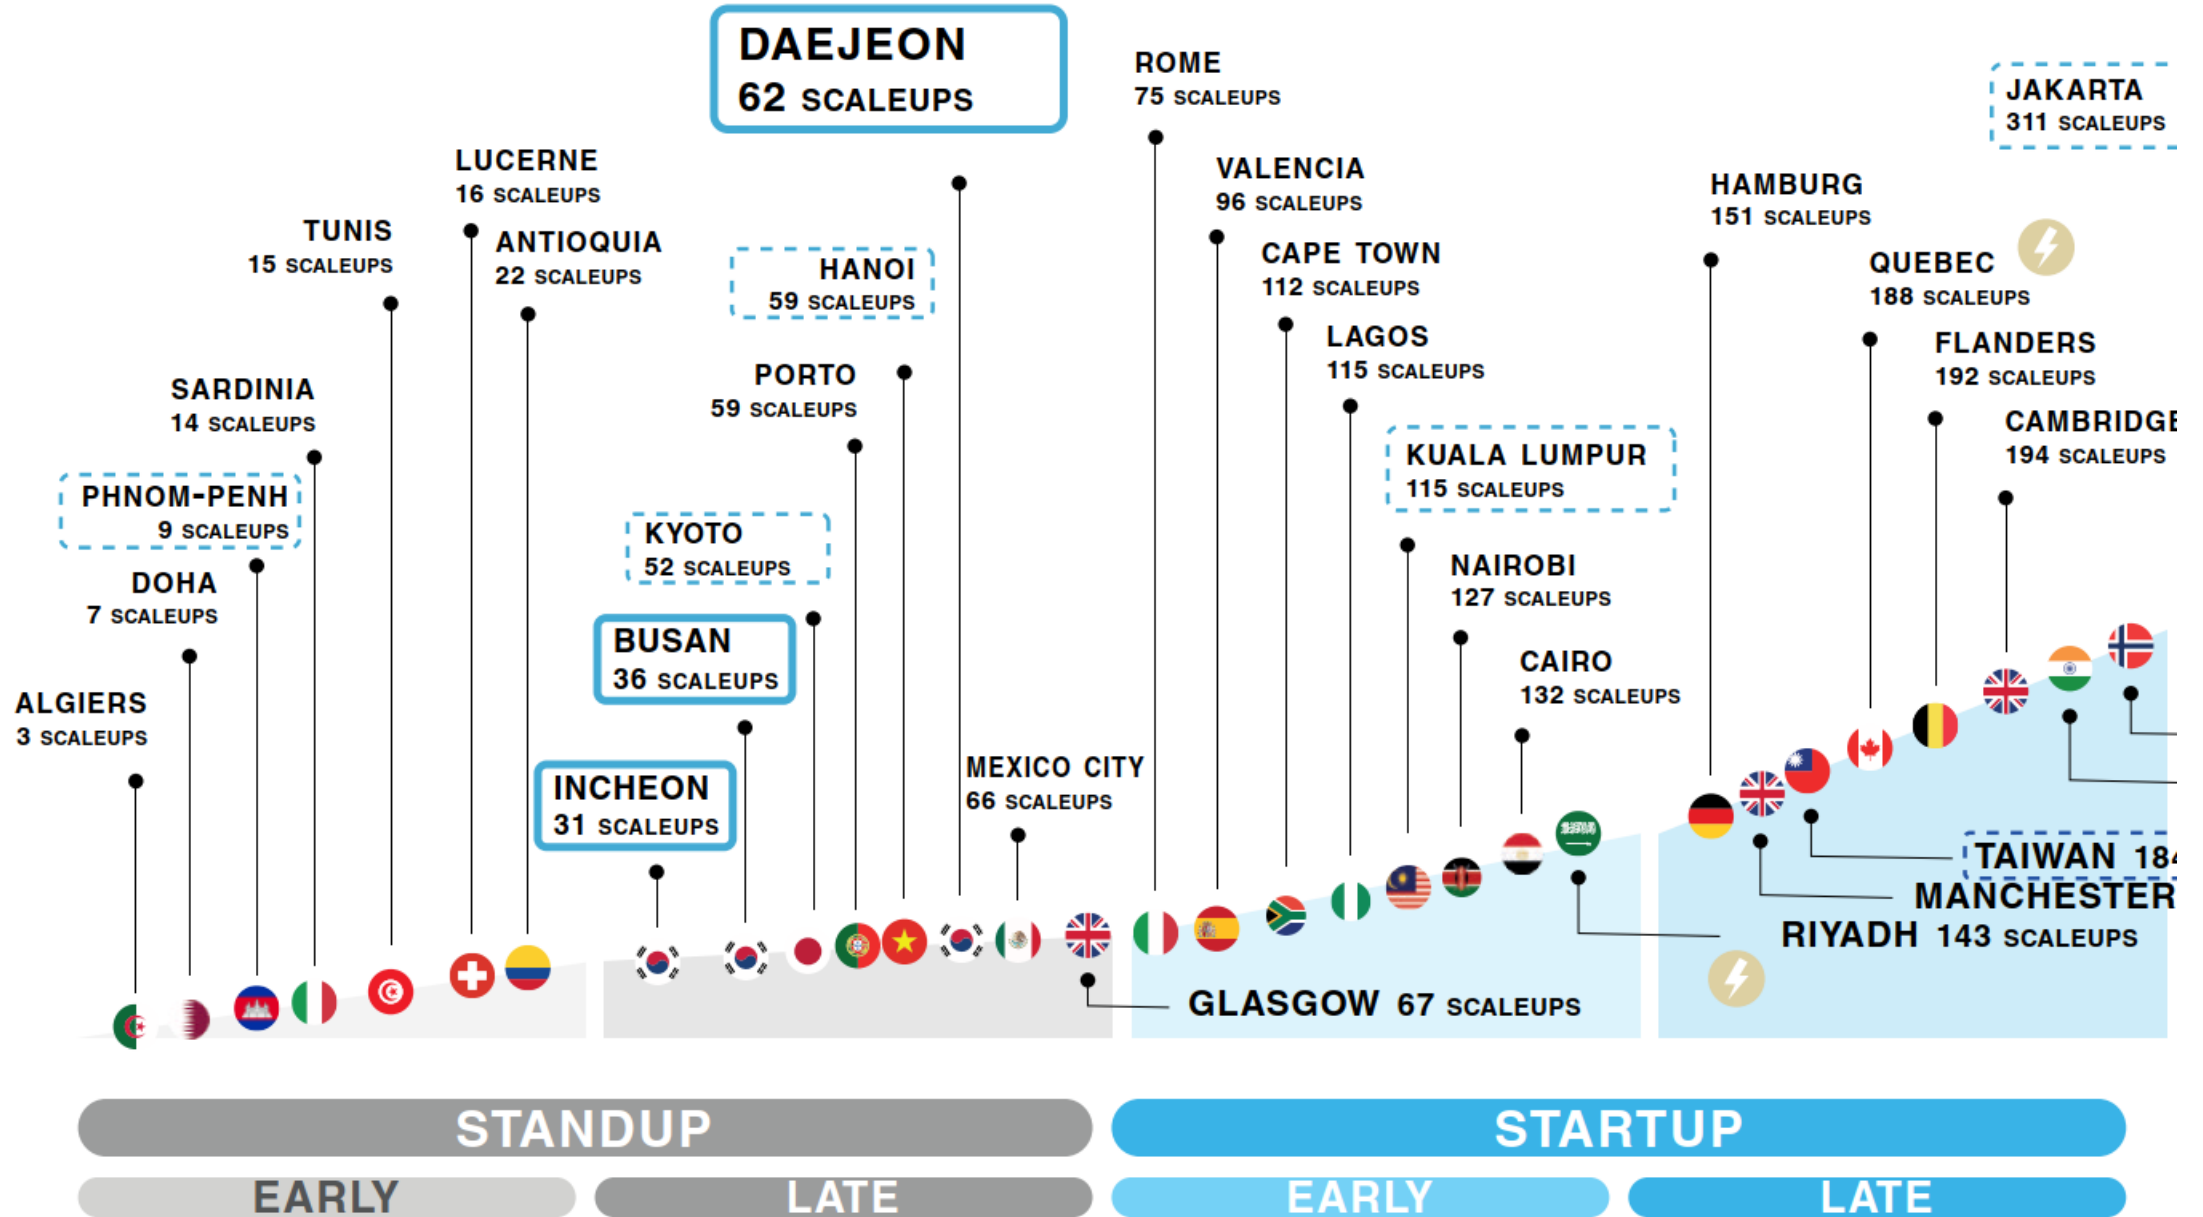 DAEJEON
62 SCALEUPS
ROME
75 SCALEUPS
JAKARTA
311 SCALEUPS
LUCERNE
16 SCALEUPS
VALENCIA
96 SCALEUPS
HAMBURG
151 SCALEUPS
TUNIS
15 SCALEUPS
ANTIOQUIA
22 SCALEUPS
HANOI
59 SCALEUPS
CAPE TOWN
112 SCALEUPS
QUEBEC
188 SCALEUPS
LAGOS
115 SCALEUPS
FLANDERS
192 SCALEUPS
SARDINIA
14 SCALEUPS
PORTO
59 SCALEUPS
CAMBRIDGE
194 SCALEUPS
KUALA LUMPUR
115 SCALEUPS
PHNOM-PENH
9 SCALEUPS
KYOTO
52 SCALEUPS
DOHA
7 SCALEUPS
NAIROBI
127 SCALEUPS
BUSAN
36 SCALEUPS
CAIRO
132 SCALEUPS
ALGIERS
3 SCALEUPS
INCHEON
31 SCALEUPS
MEXICO CITY
66 SCALEUPS
TAIWAN
MANCHESTER
RIYADH 143 SCALEUPS
GLASGOW 67 SCALEUPS
STANDUP
STARTUP
EARLY
LATE
EARLY
LATE